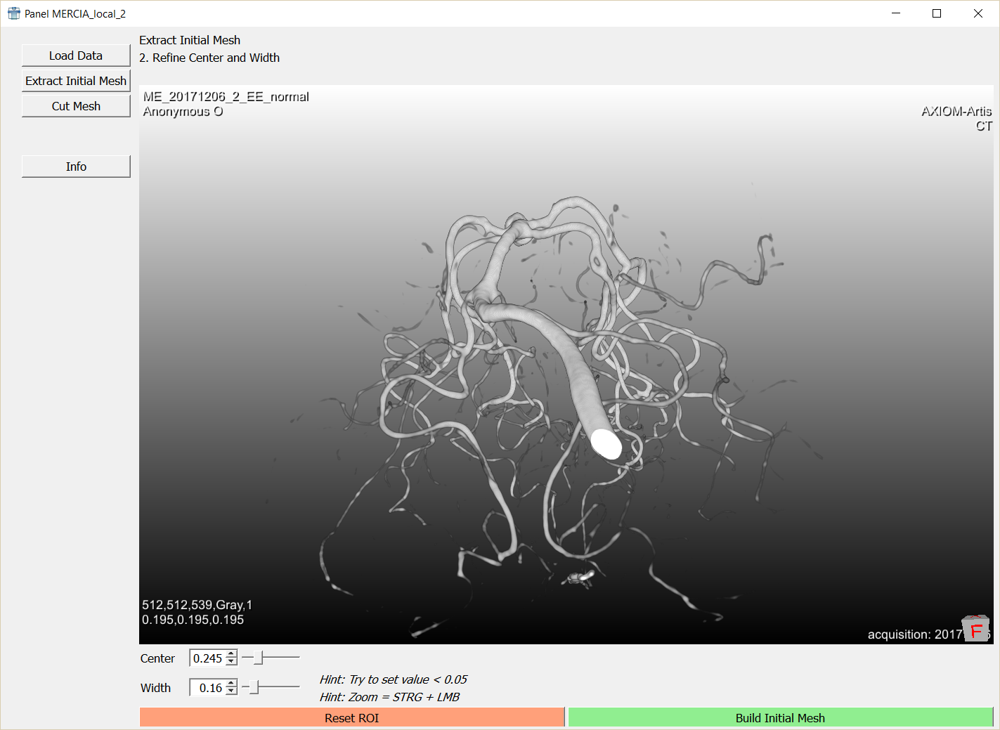 Panel MERCIA_local_2
Load Data
Extract Initial Mesh
Cut Mesh
Info
Extract Initial Mesh
2. Refine Center and Width
ME_20171206_2_EE_normal
Anonymous O
AXIOM-Artis
CT
512,512,539,Gray,1
0.195,0.195,0.195
acquisition: 2017
F
Center 0.245
Width 0.16
Hint: Try to set value < 0.05
Hint: Zoom = STRG + LMB
Reset ROI
Build Initial Mesh